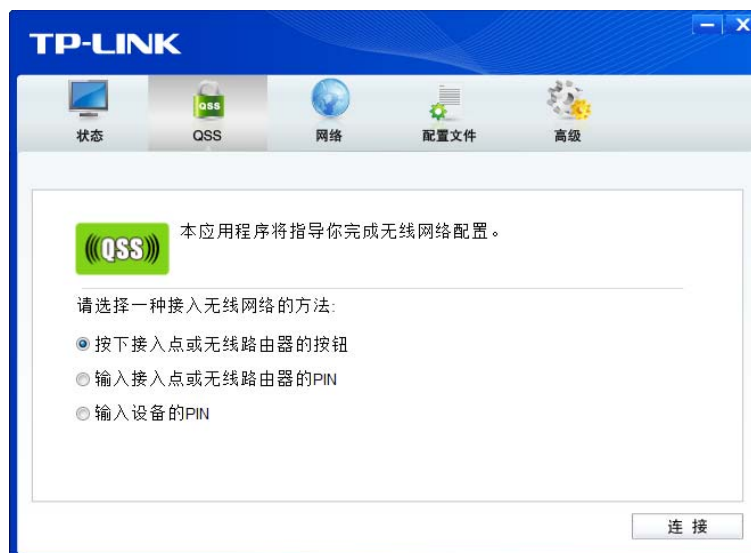 TP-LINK
QSS
状态 QSS 网络 配置文件 高级
QSS
本应用程序将指导你完成无线网络配置。
请选择一种接入无线网络的方法:
按下接入点或无线路由器的按钮
输入接入点或无线路由器的PIN
输入设备的PIN
连 接